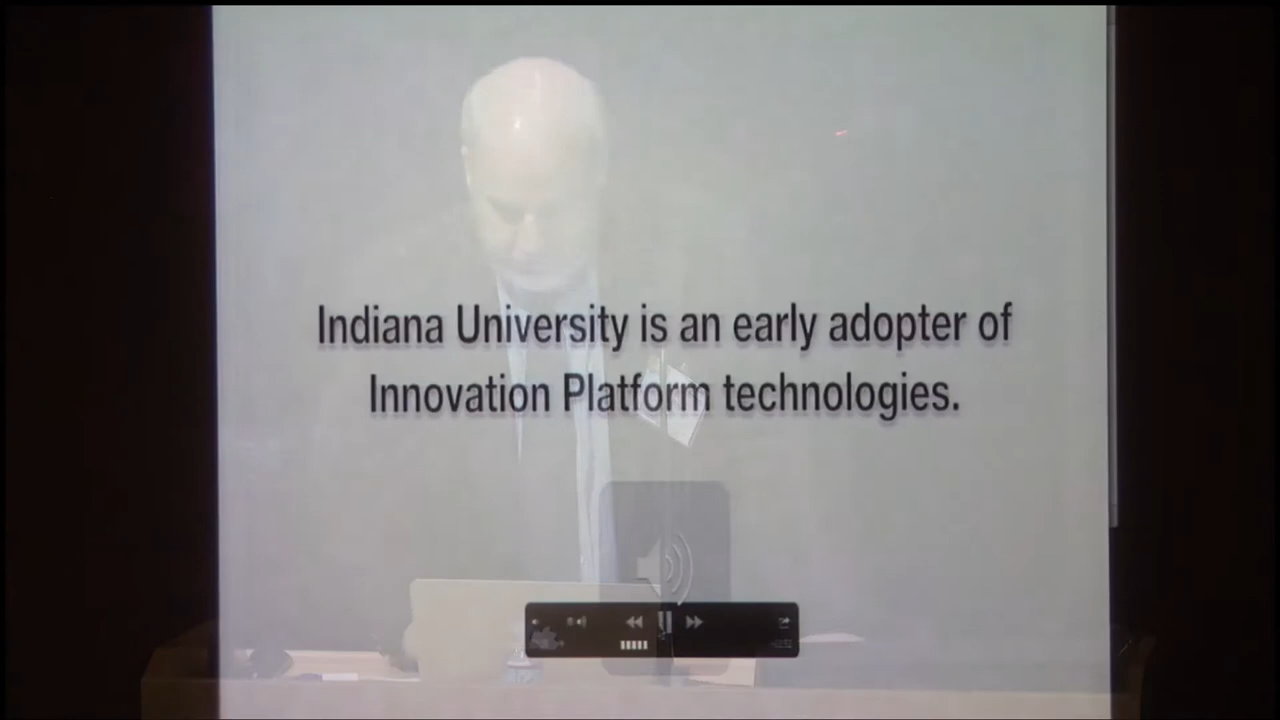 Indiana University is an early adopter of
Innovation Platform technologies.